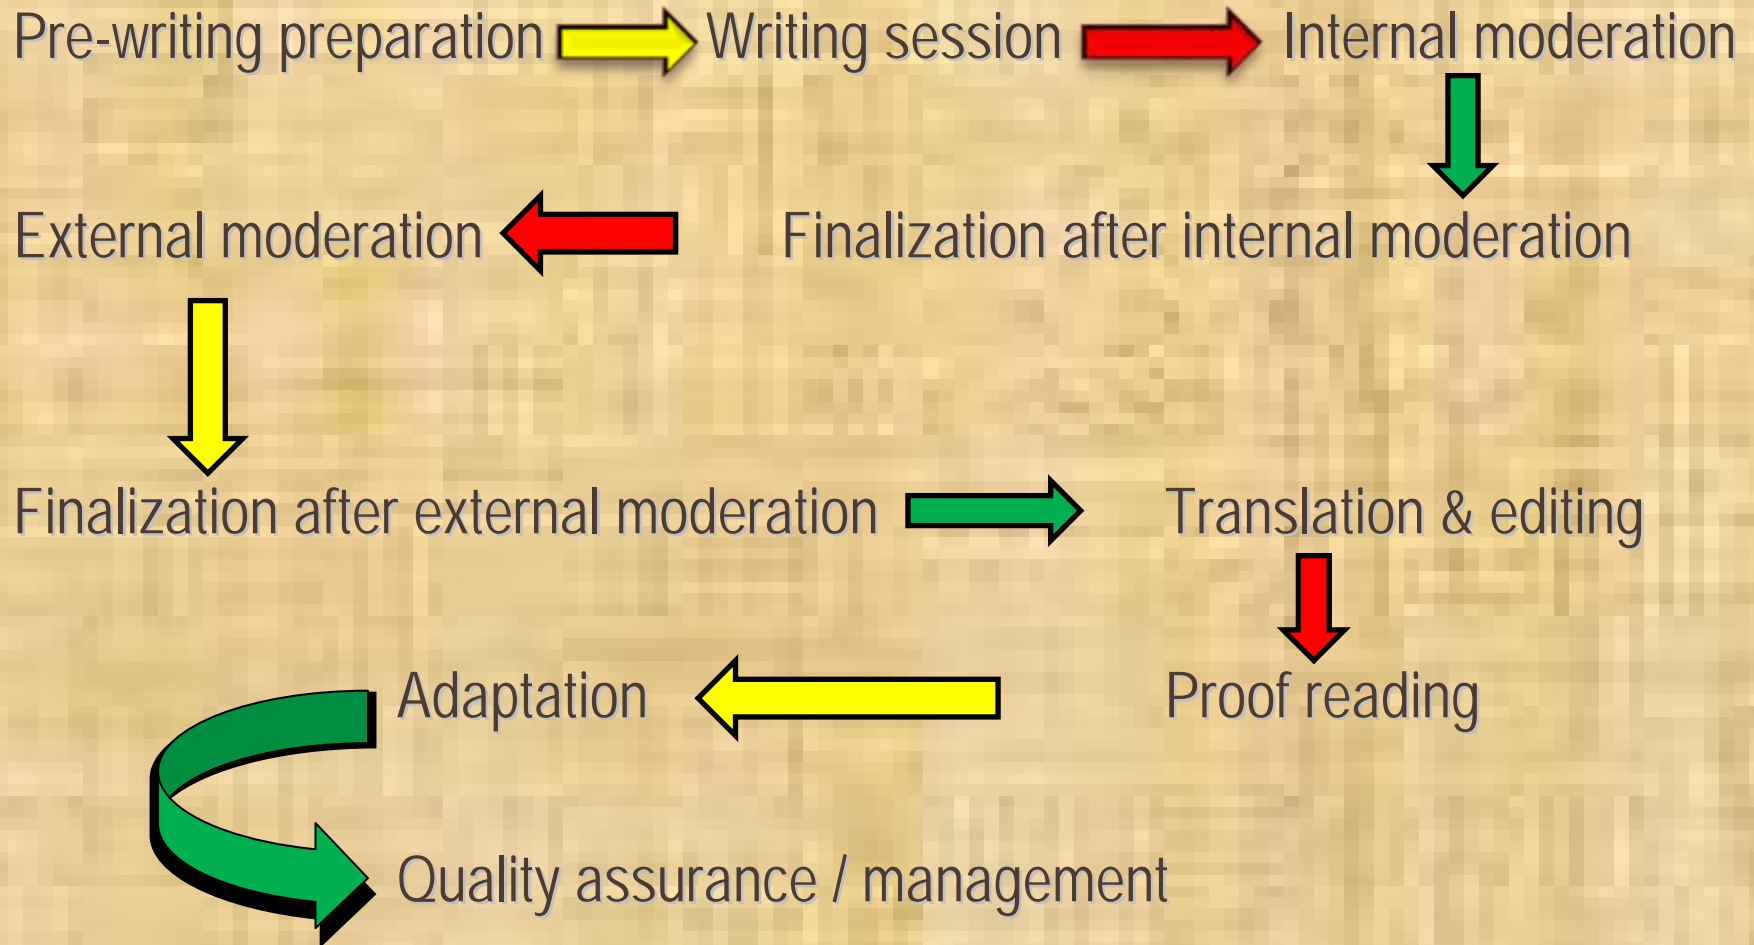 Pre-writing preparation Writing session Internal moderation
External moderation Finalization after internal moderation
Finalization after external moderation Translation & editing
Adaptation Proof reading
Quality assurance / management